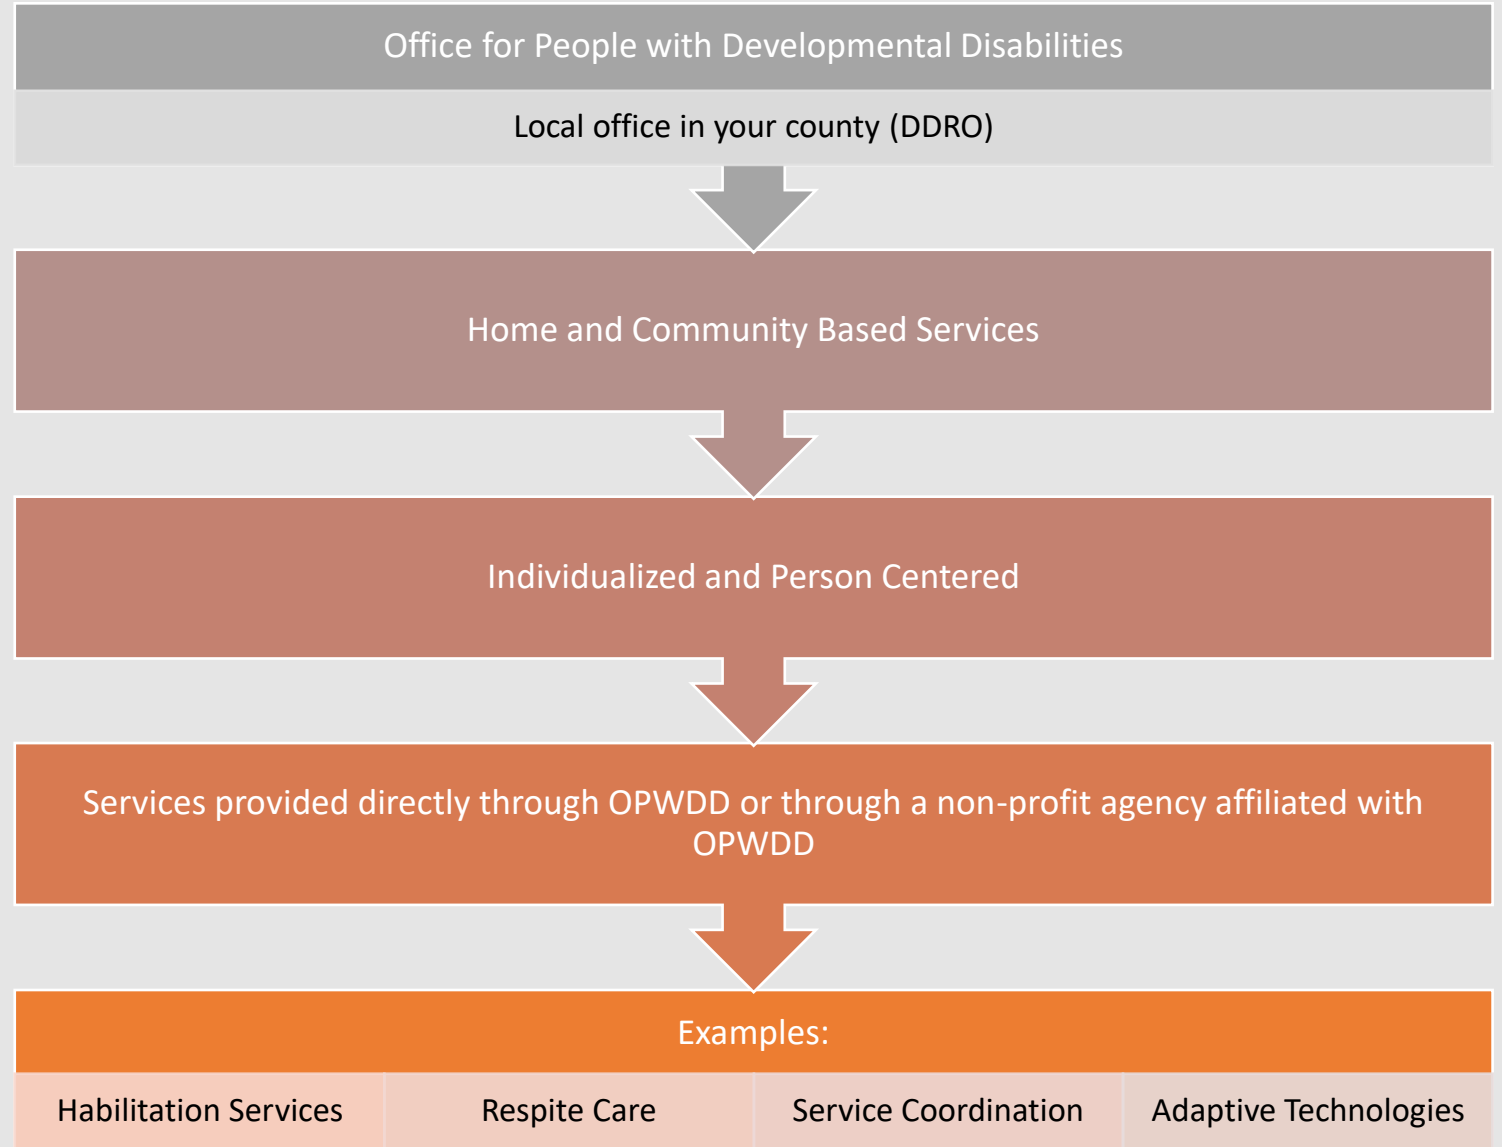 Office for People with Developmental Disabilities
Local office in your county (DDRO)
Home and Community Based Services
Individualized and Person Centered
Services provided directly through OPWDD or through a non-profit agency affiliated with
OPWDD
Examples:
Habilitation Services
Respite Care
Service Coordination
Adaptive Technologies